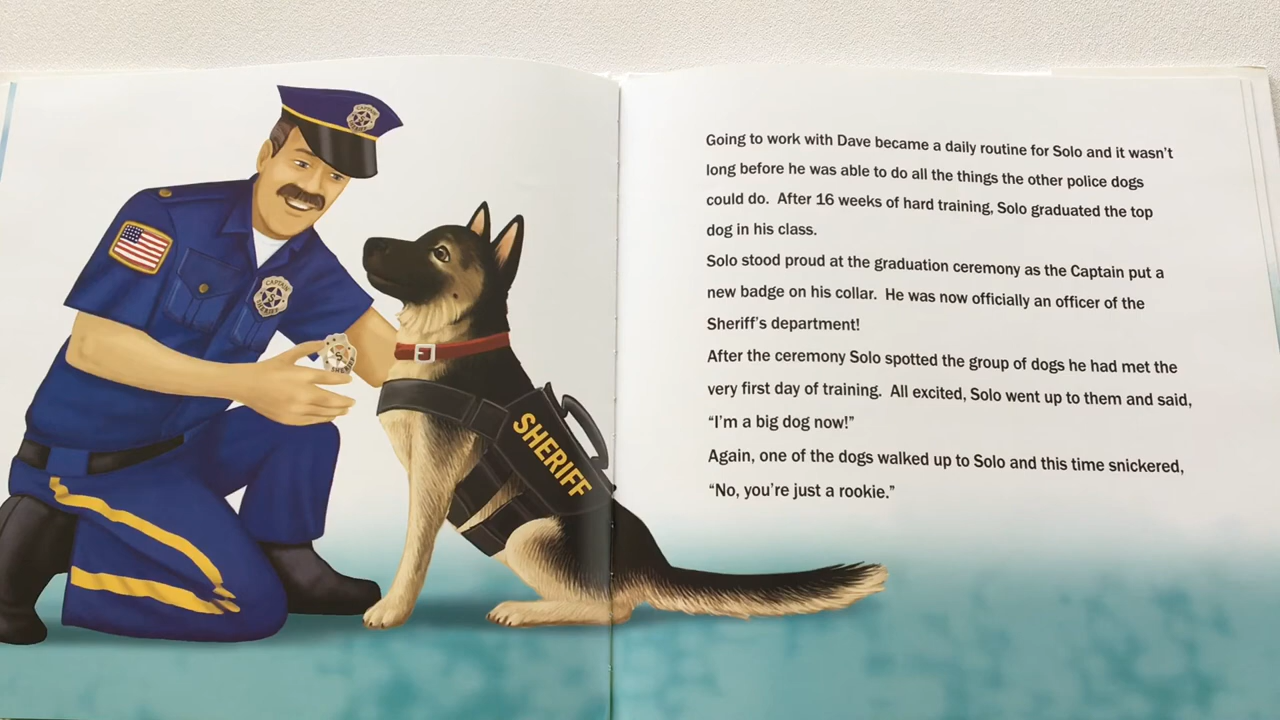 CAPTAIN
SHERIFF
CAPTAIN
S
SHERIFF
S
SHERIFF
Going to work with Dave became a daily routine for Solo and it wasn't
long before he was able to do all the things the other police dogs
could do. After 16 weeks of hard training, Solo graduated the top
dog in his class.
Solo stood proud at the graduation ceremony as the Captain put a
new badge on his collar. He was now officially an officer of the
Sheriff's department!
After the ceremony Solo spotted the group of dogs he had met the
very first day of training. All excited, Solo went up to them and said,
“I'm a big dog now!”
Again, one of the dogs walked up to Solo and this time snickered,
“No, you're just a rookie.”